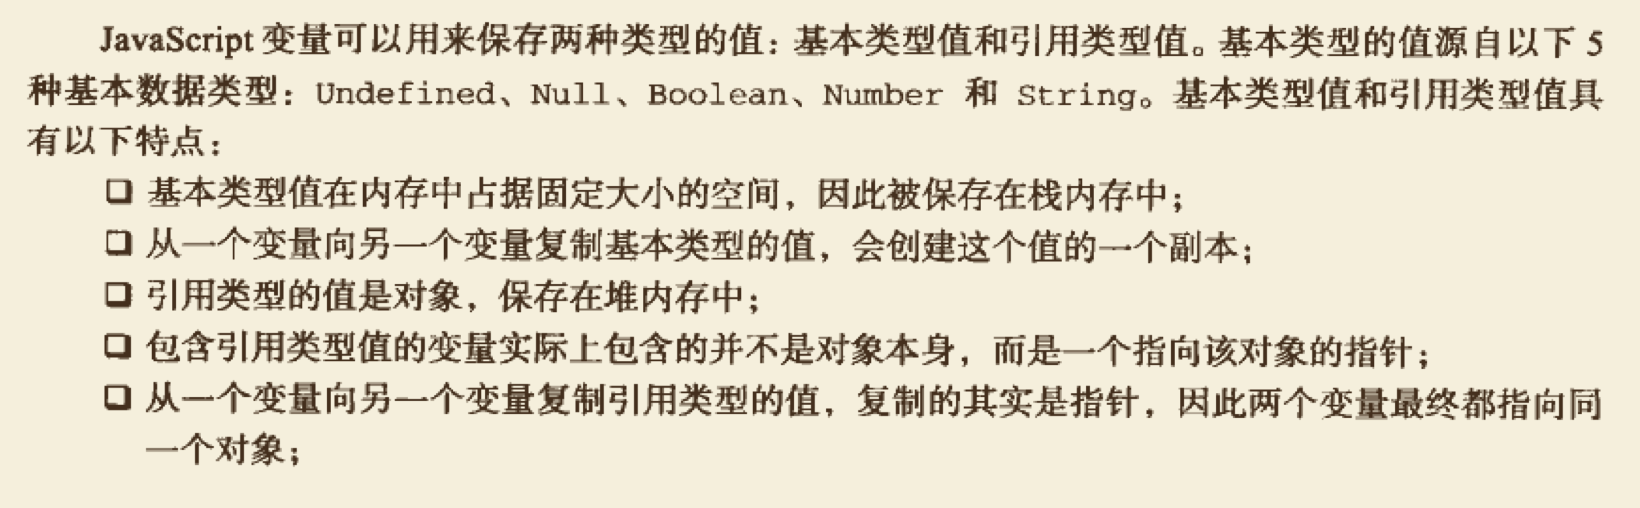 JavaScript 变量可以用来保存两种类型的值：基本类型值和引用类型值。基本类型的值源自以下 5
种基本数据类型：Undefined、Null、Boolean、Number 和 String。基本类型值和引用类型值具
有以下特点：
❑ 基本类型值在内存中占据固定大小的空间，因此被保存在栈内存中；
❑ 从一个变量向另一个变量复制基本类型的值，会创建这个值的一个副本；
❑ 引用类型的值是对象，保存在堆内存中；
❑ 包含引用类型值的变量实际上包含的并不是对象本身，而是一个指向该对象的指针；
❑ 从一个变量向另一个变量复制引用类型的值，复制的其实是指针，因此两个变量最终都指向同
一个对象；